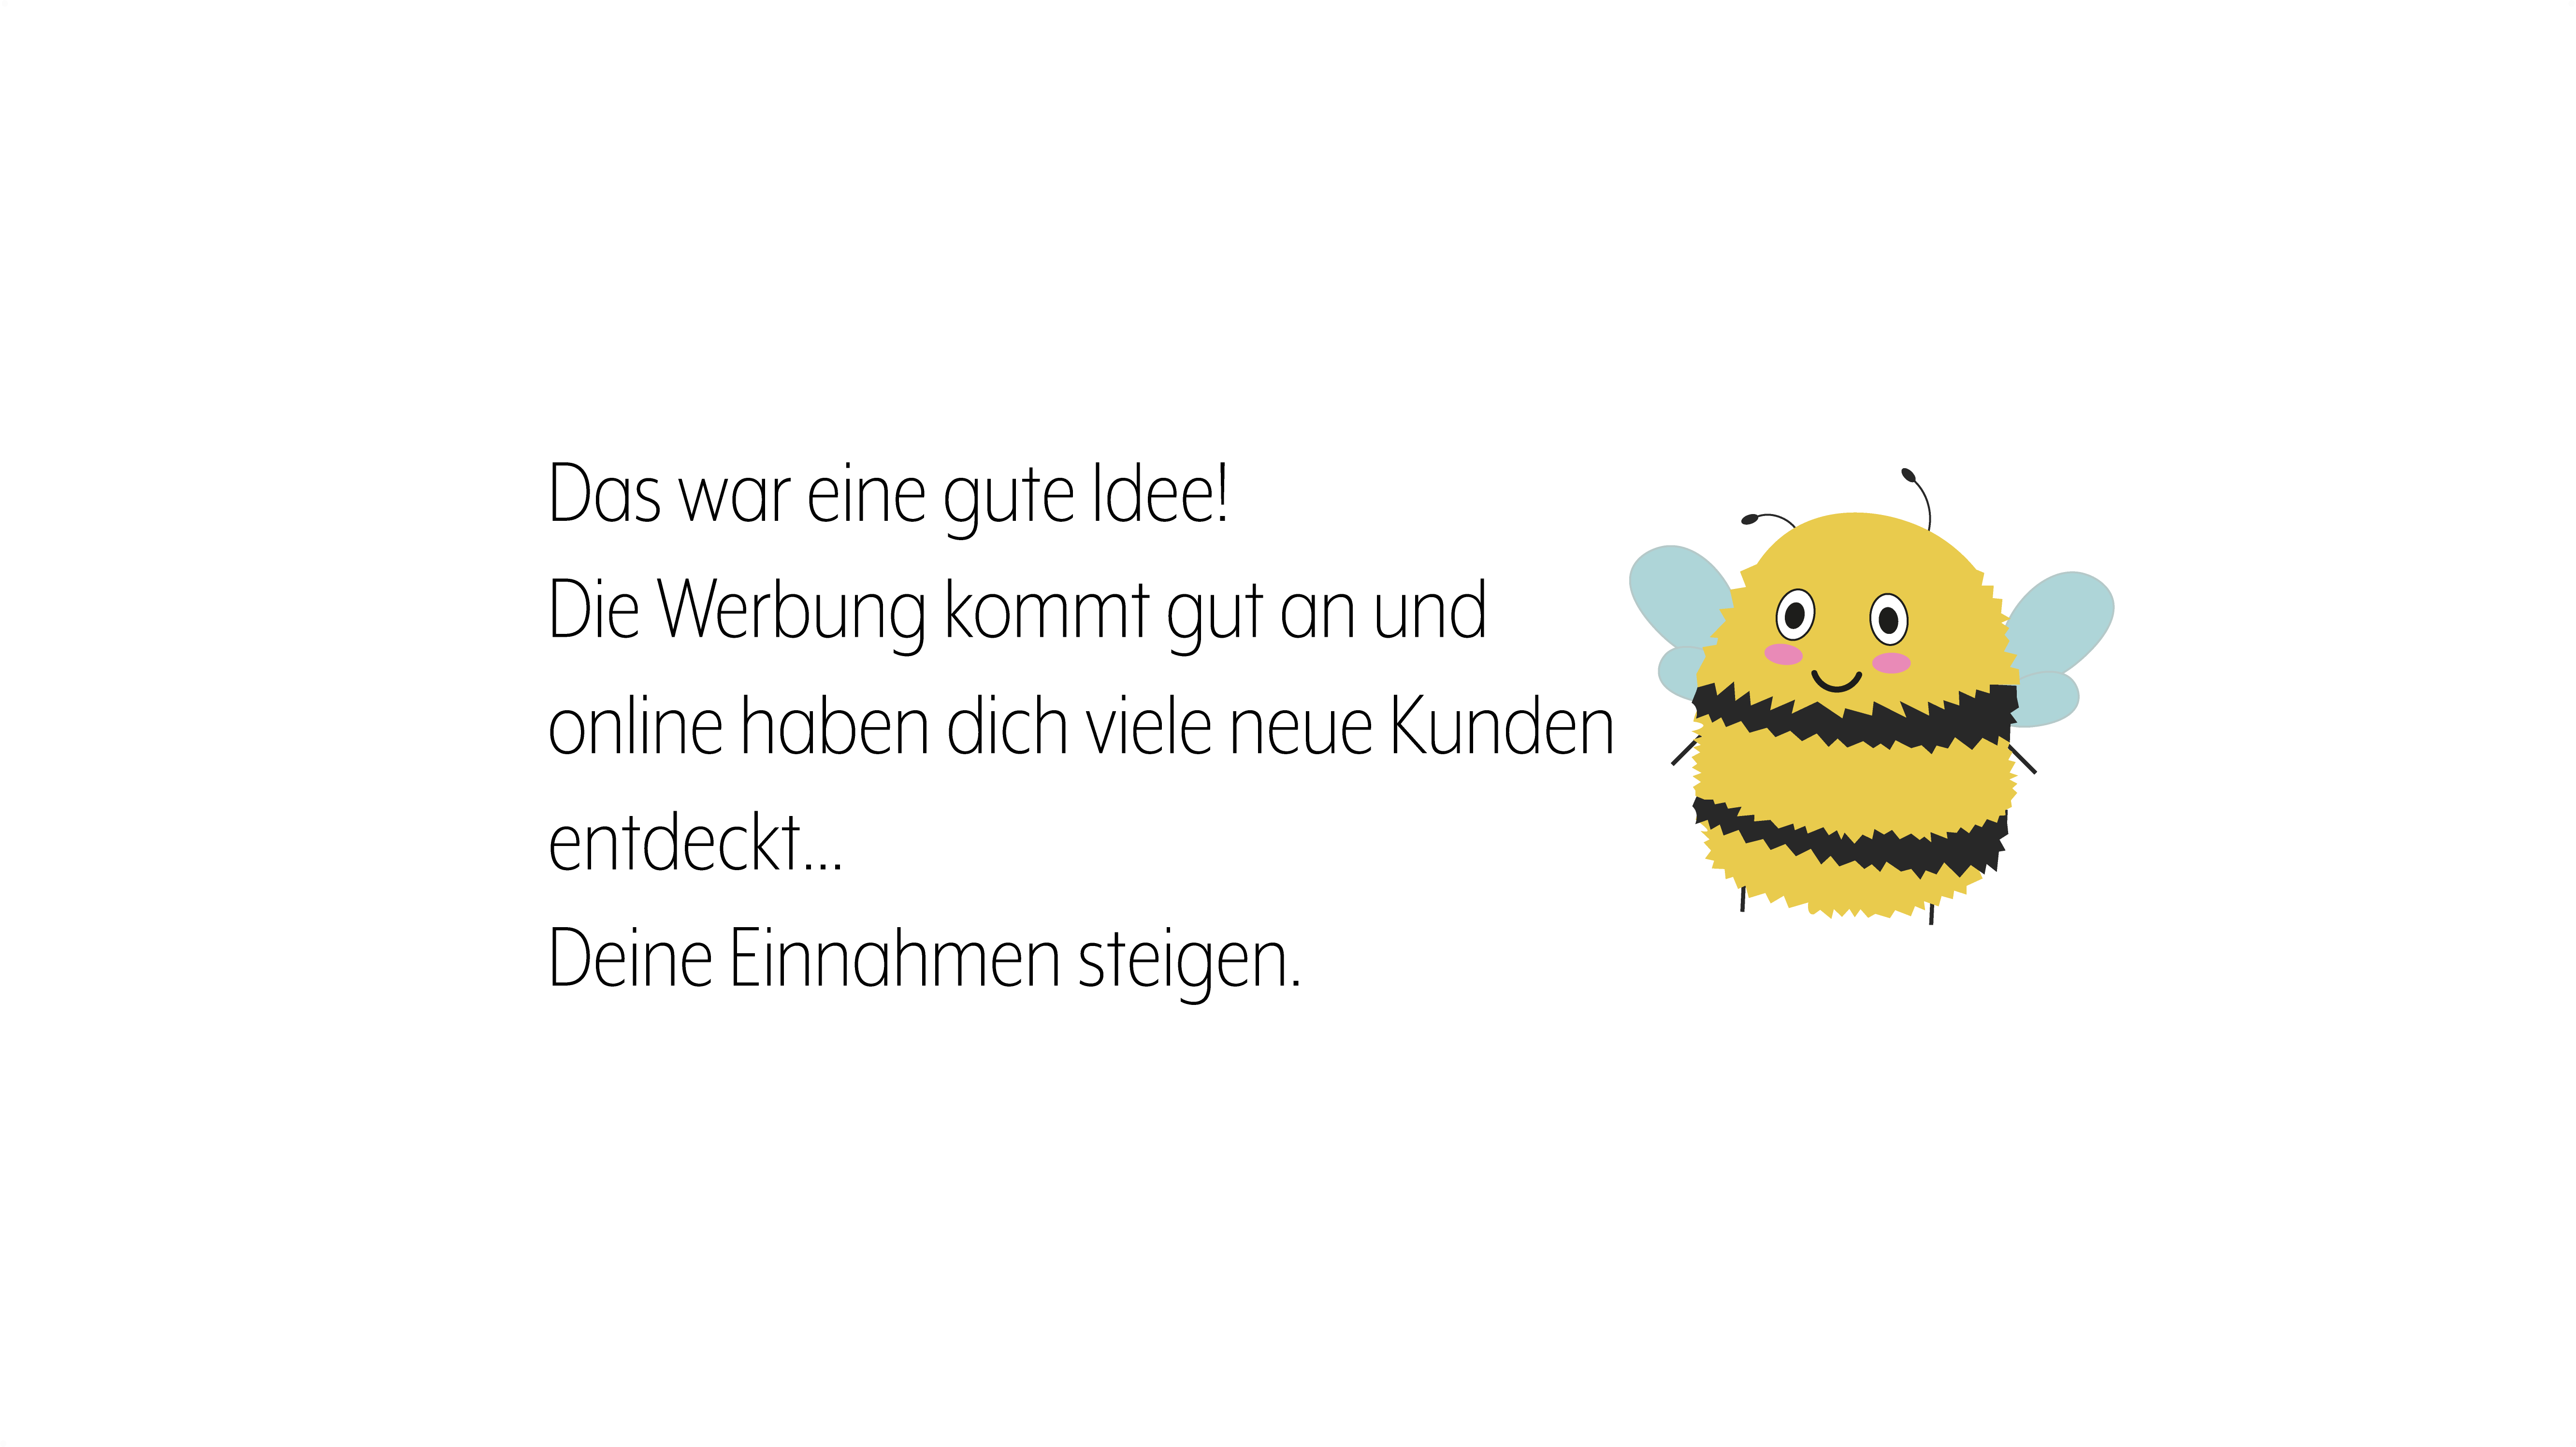 Das war eine gute Idee!
Die Werbung kommt gut an und
online haben dich viele neue Kunden
entdeckt...
Deine Einnahmen steigen.